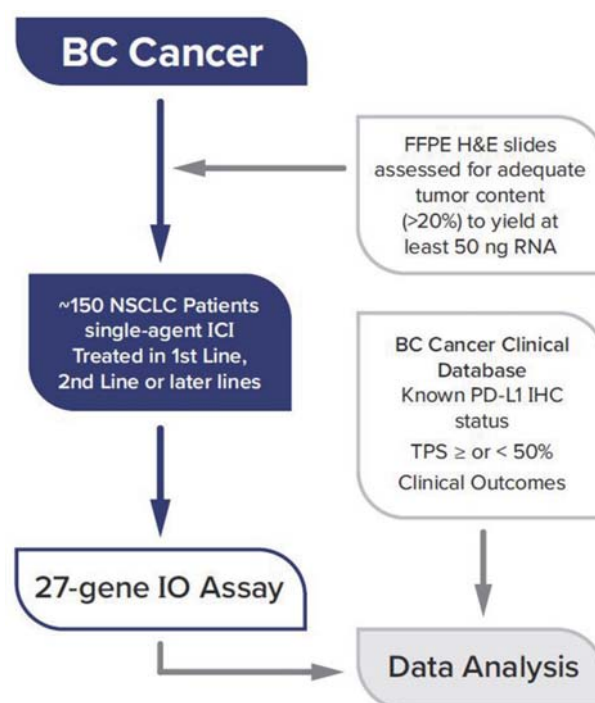 BC Cancer
FFPE H&E slides
assessed for adequate
tumor content
(>20%) to yield at
least 50 ng RNA
~150 NSCLC Patients
single-agent ICI
Treated in 1st Line,
2nd Line or later lines
BC Cancer Clinical
Database
Known PD-L1 IHC
status
TPS ≥ or < 50%
Clinical Outcomes
27-gene IO Assay
Data Analysis